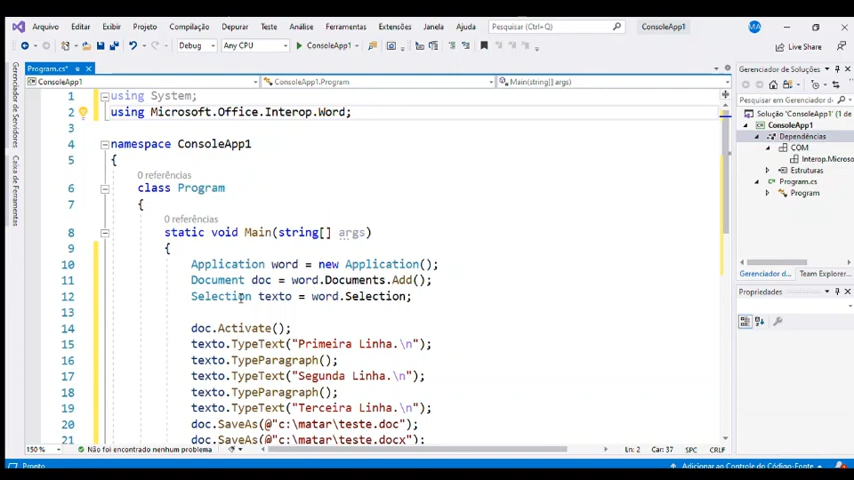 Arquivo Editar Exibir Projeto Compilação Depurar Teste Análise Ferramentas Extensões Janela Ajuda Pesquisar (Ctrl+Q) ConsoleApp1 MA
Debug Any CPU ConsoleApp1 Live Share
Program.cs*
ConsoleApp1 ConsoleApp1.Program Main(string[] args)
Gerenciador de Servidores
Caixa de Ferramentas
1 using System;
2 using Microsoft.Office.Interop.Word;
3
4 namespace ConsoleApp1
5 {
0 referências
6 class Program
7 {
0 referências
8 static void Main(string[] args)
9 {
10 Application word = new Application();
11 Document doc = word.Documents.Add();
12 Selection texto = word.Selection;
13
14 doc.Activate();
15 texto.TypeText("Primeira Linha.\n");
16 texto.TypeParagraph();
17 texto.TypeText("Segunda Linha.\n");
18 texto.TypeParagraph();
19 texto.TypeText("Terceira Linha.\n");
20 doc.SaveAs(@"c:\matar\teste.doc");
21 doc.SaveAs(@"c:\matar\teste.docx");
150 % Não foi encontrado nenhum problema Ln: 2 Car: 37 SPC CRLF
Gerenciador de Soluções
Pesquisar em Gerenciador de
Solução 'ConsoleApp1'
ConsoleApp1
Dependências
COM
Interop.Microso
Estruturas
Program.cs
Program
Gerenciador d... Team Explorer
Propriedades
Pronto Adicionar ao Controle do Código-Fonte